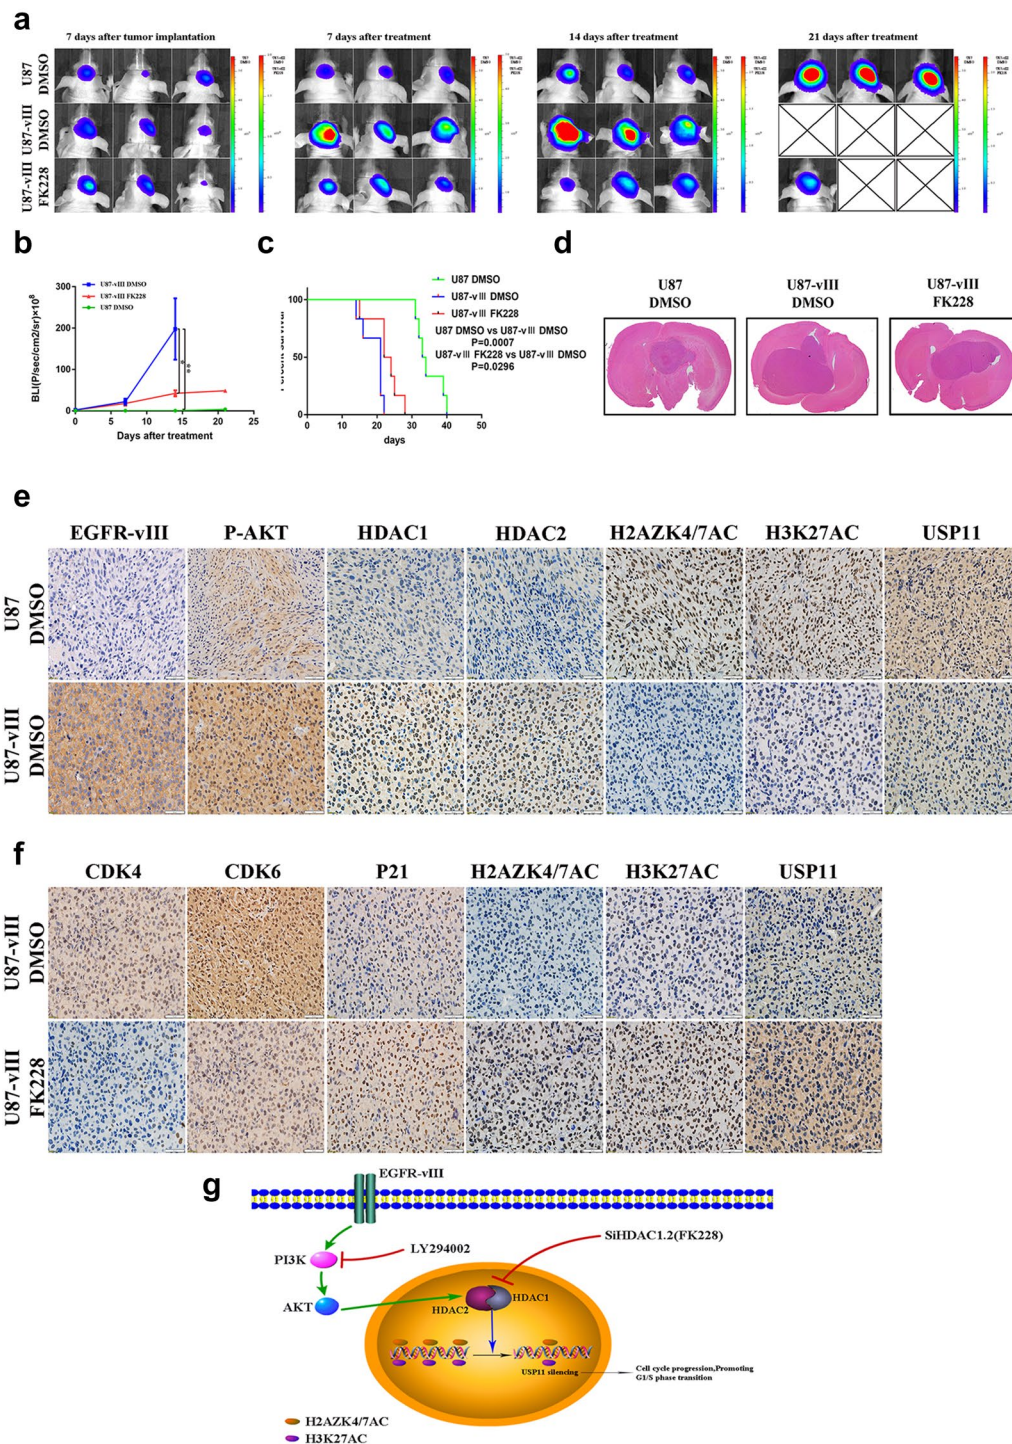 a
7 days after tumor implantation
7 days after treatment
14 days after treatment
21 days after treatment
U87
DMSO
U87-vIII
DMSO
U87-vIII
FK228
b
U87-vIII DMSO
U87-vIII FK228
U87 DMSO
BLI(P/sec/cm2/sr)×10⁸
300
200
100
0
*
**
0
5
10
15
20
25
Days after treatment
c
U87 DMSO
U87-vIII DMSO
U87-vIII FK228
U87 DMSO vs U87-vIII DMSO
P=0.0007
U87-vIII FK228 vs U87-vIII DMSO
P=0.0296
100
50
0
0
10
20
30
40
50
days
d
U87
DMSO
U87-vIII
DMSO
U87-vIII
FK228
e
EGFR-vIII
P-AKT
HDAC1
HDAC2
H2AZK4/7AC
H3K27AC
USP11
U87
DMSO
U87-vIII
DMSO
f
CDK4
CDK6
P21
H2AZK4/7AC
H3K27AC
USP11
U87-vIII
DMSO
U87-vIII
FK228
g
EGFR-vIII
SiHDAC1.2(FK228)
LY294002
PI3K
AKT
HDAC2
HDAC1
USP11 silencing
Cell cycle progression,Promoting
G1/S phase transition
H2AZK4/7AC
H3K27AC